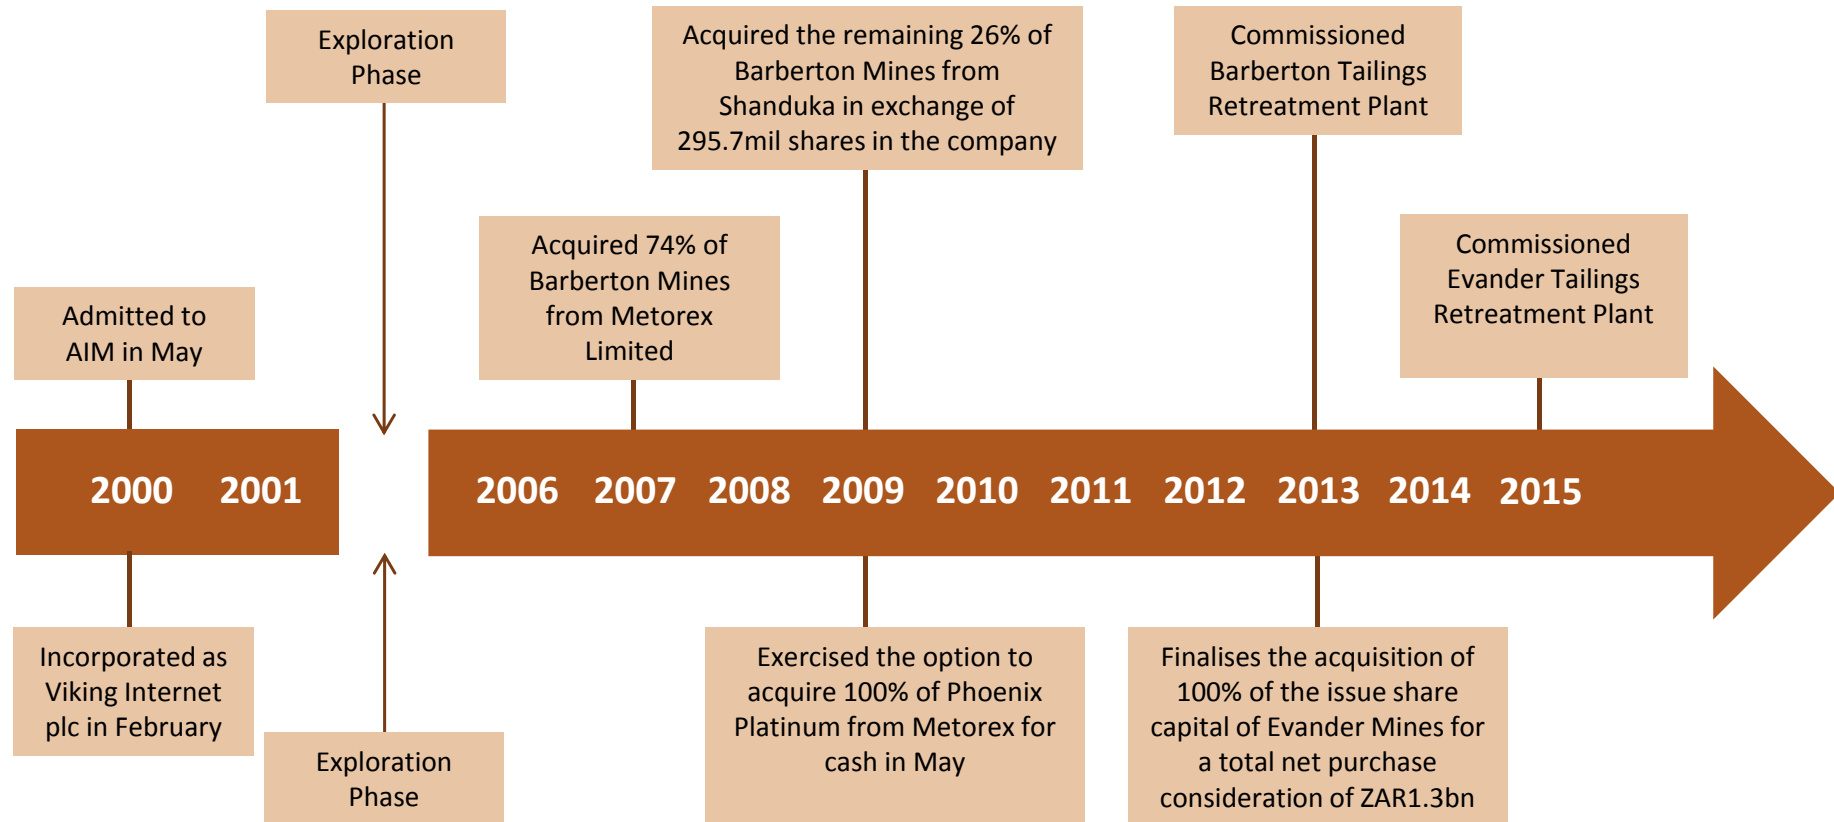 Exploration
Phase
Acquired the remaining 26% of
Barberton Mines from
Shanduka in exchange of
295.7mil shares in the company
Commissioned
Barberton Tailings
Retreatment Plant
Acquired 74% of
Barberton Mines
from Metorex
Limited
Commissioned
Evander Tailings
Retreatment Plant
Admitted to
AIM in May
2000 2001 2006 2007 2008 2009 2010 2011 2012 2013 2014 2015
Incorporated as
Viking Internet
plc in February
Exploration
Phase
Exercised the option to
acquire 100% of Phoenix
Platinum from Metorex for
cash in May
Finalises the acquisition of
100% of the issue share
capital of Evander Mines for
a total net purchase
consideration of ZAR1.3bn